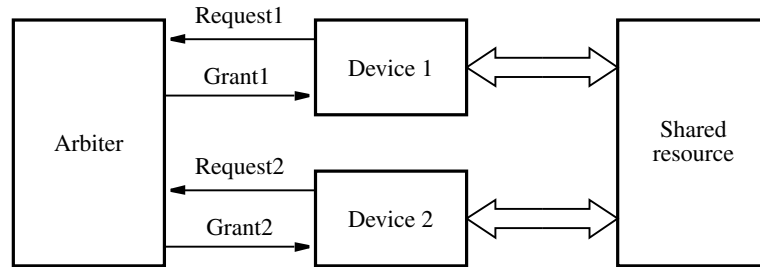 Request1
Grant1
Device 1
Arbiter
Shared
resource
Request2
Grant2
Device 2